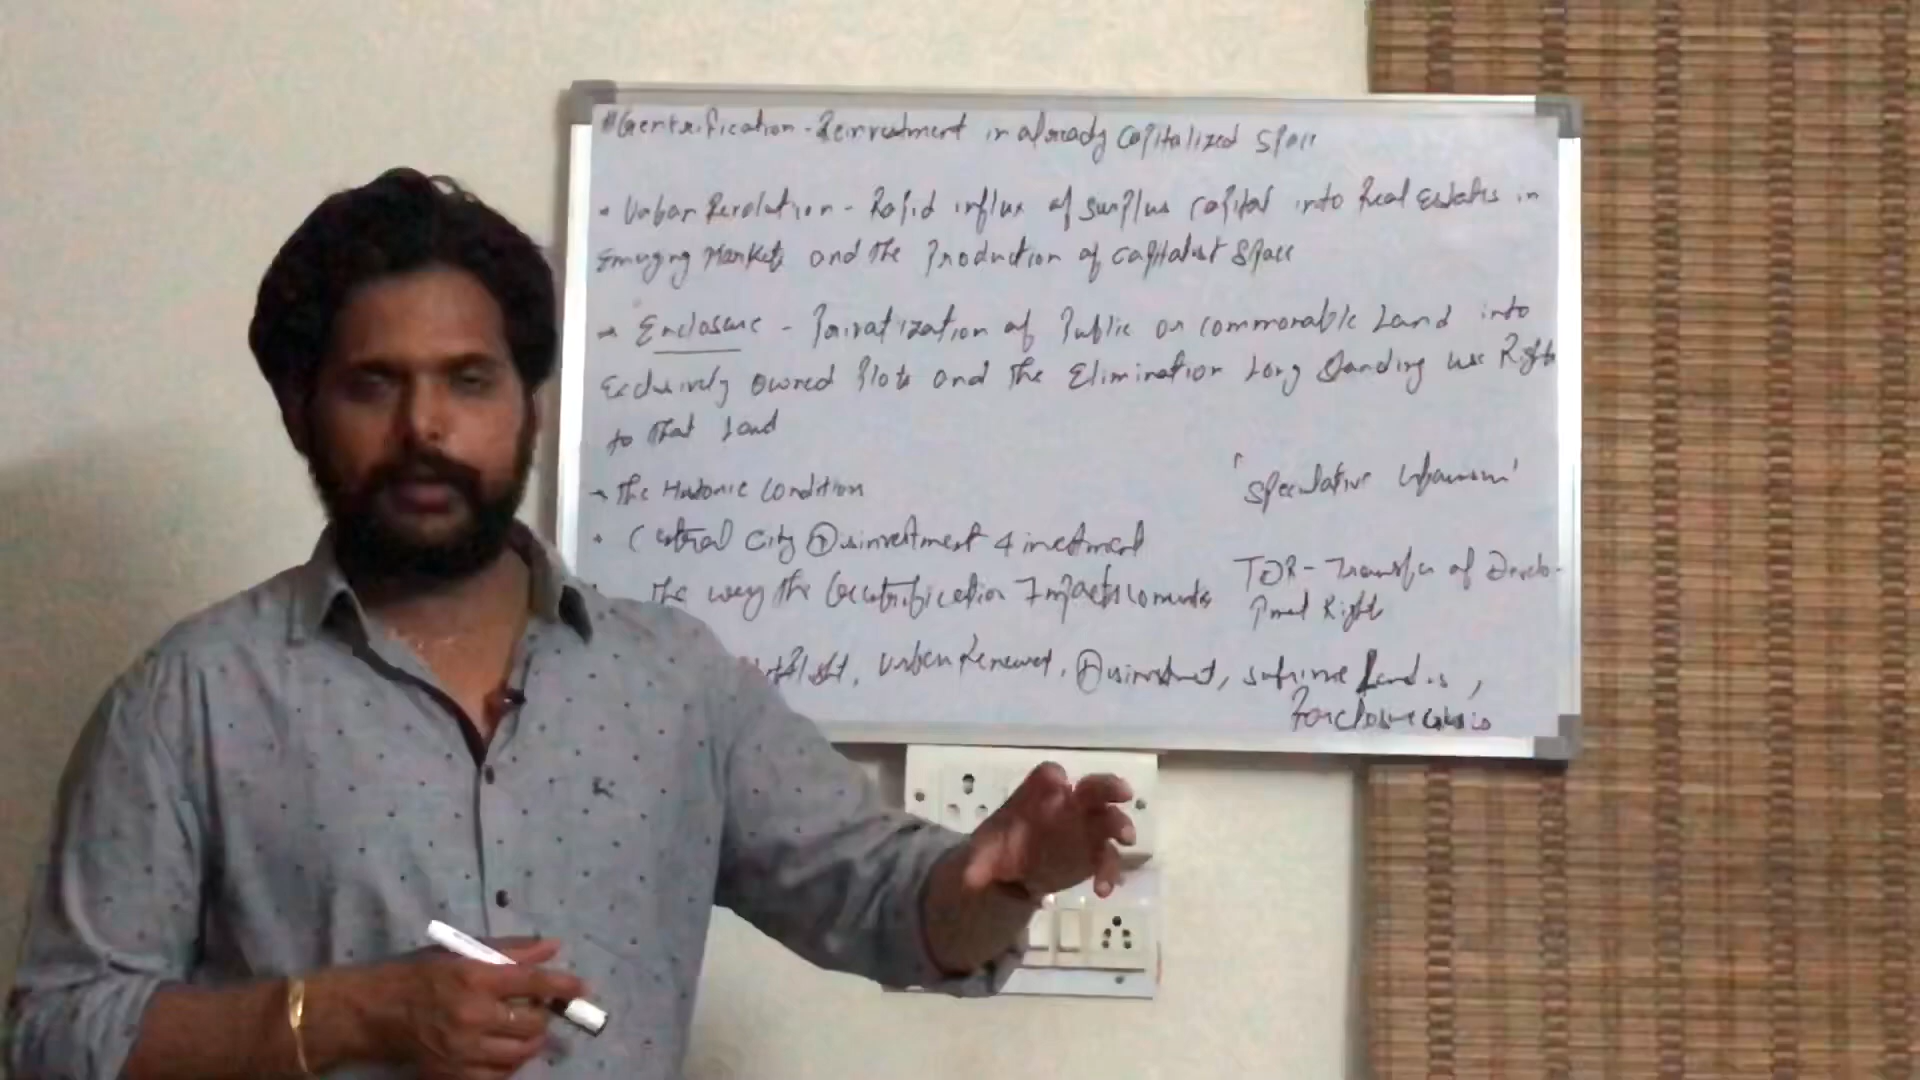 #Gentrification - Reinvestment in already capitalized space
Urban Revolution - Rapid influx of surplus capital into Real Estates in
Emerging Markets and the Production of capitalist space
→ Enclosure - Privatization of Public or commonable Land into
Exclusively owned Plots and the Elimination Long Standing use Rights
to that Land
→ The Historic Condition
'Speculative Urbanism'
Central City Disinvestment & investment
The way the Gentrification Impacts
TDR - Transfer of Develo-
pment Right
Urban Renewal, Disinvestment,
Foreclosure